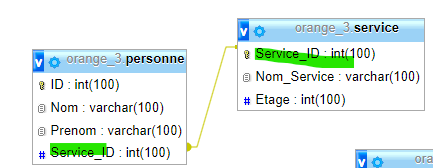 orange_3.service
Service_ID : int(100)
Nom_Service : varchar(100)
# Etage : int(100)
orange_3.personne
ID : int(100)
Nom : varchar(100)
Prenom : varchar(100)
# Service_ID : int(100)
ora